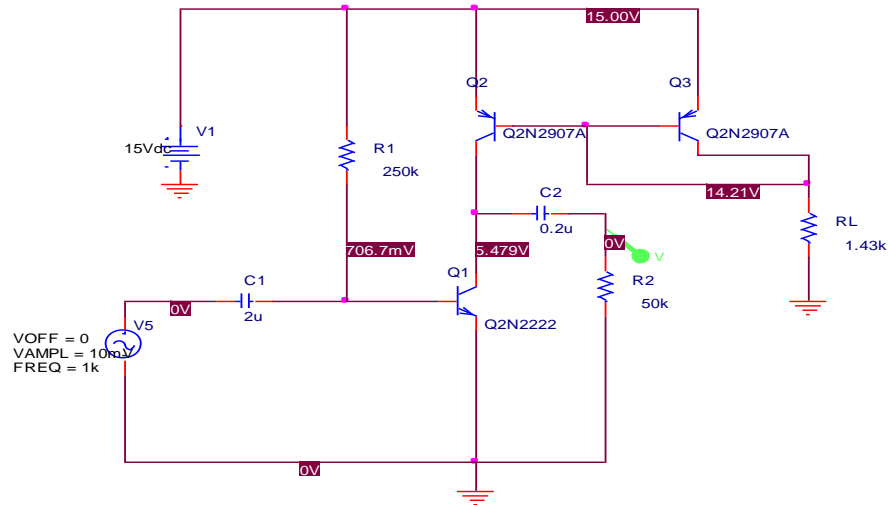 15.00V
Q2
Q3
V1
Q2N2907A
Q2N2907A
15Vdc
R1
250k
14.21V
C2
0.2u
RL
1.43k
706.7mV
5.479V
0V
V
Q1
C1
2u
R2
50k
0V
V5
Q2N2222
VOFF = 0
VAMPL = 10mV
FREQ = 1k
0V